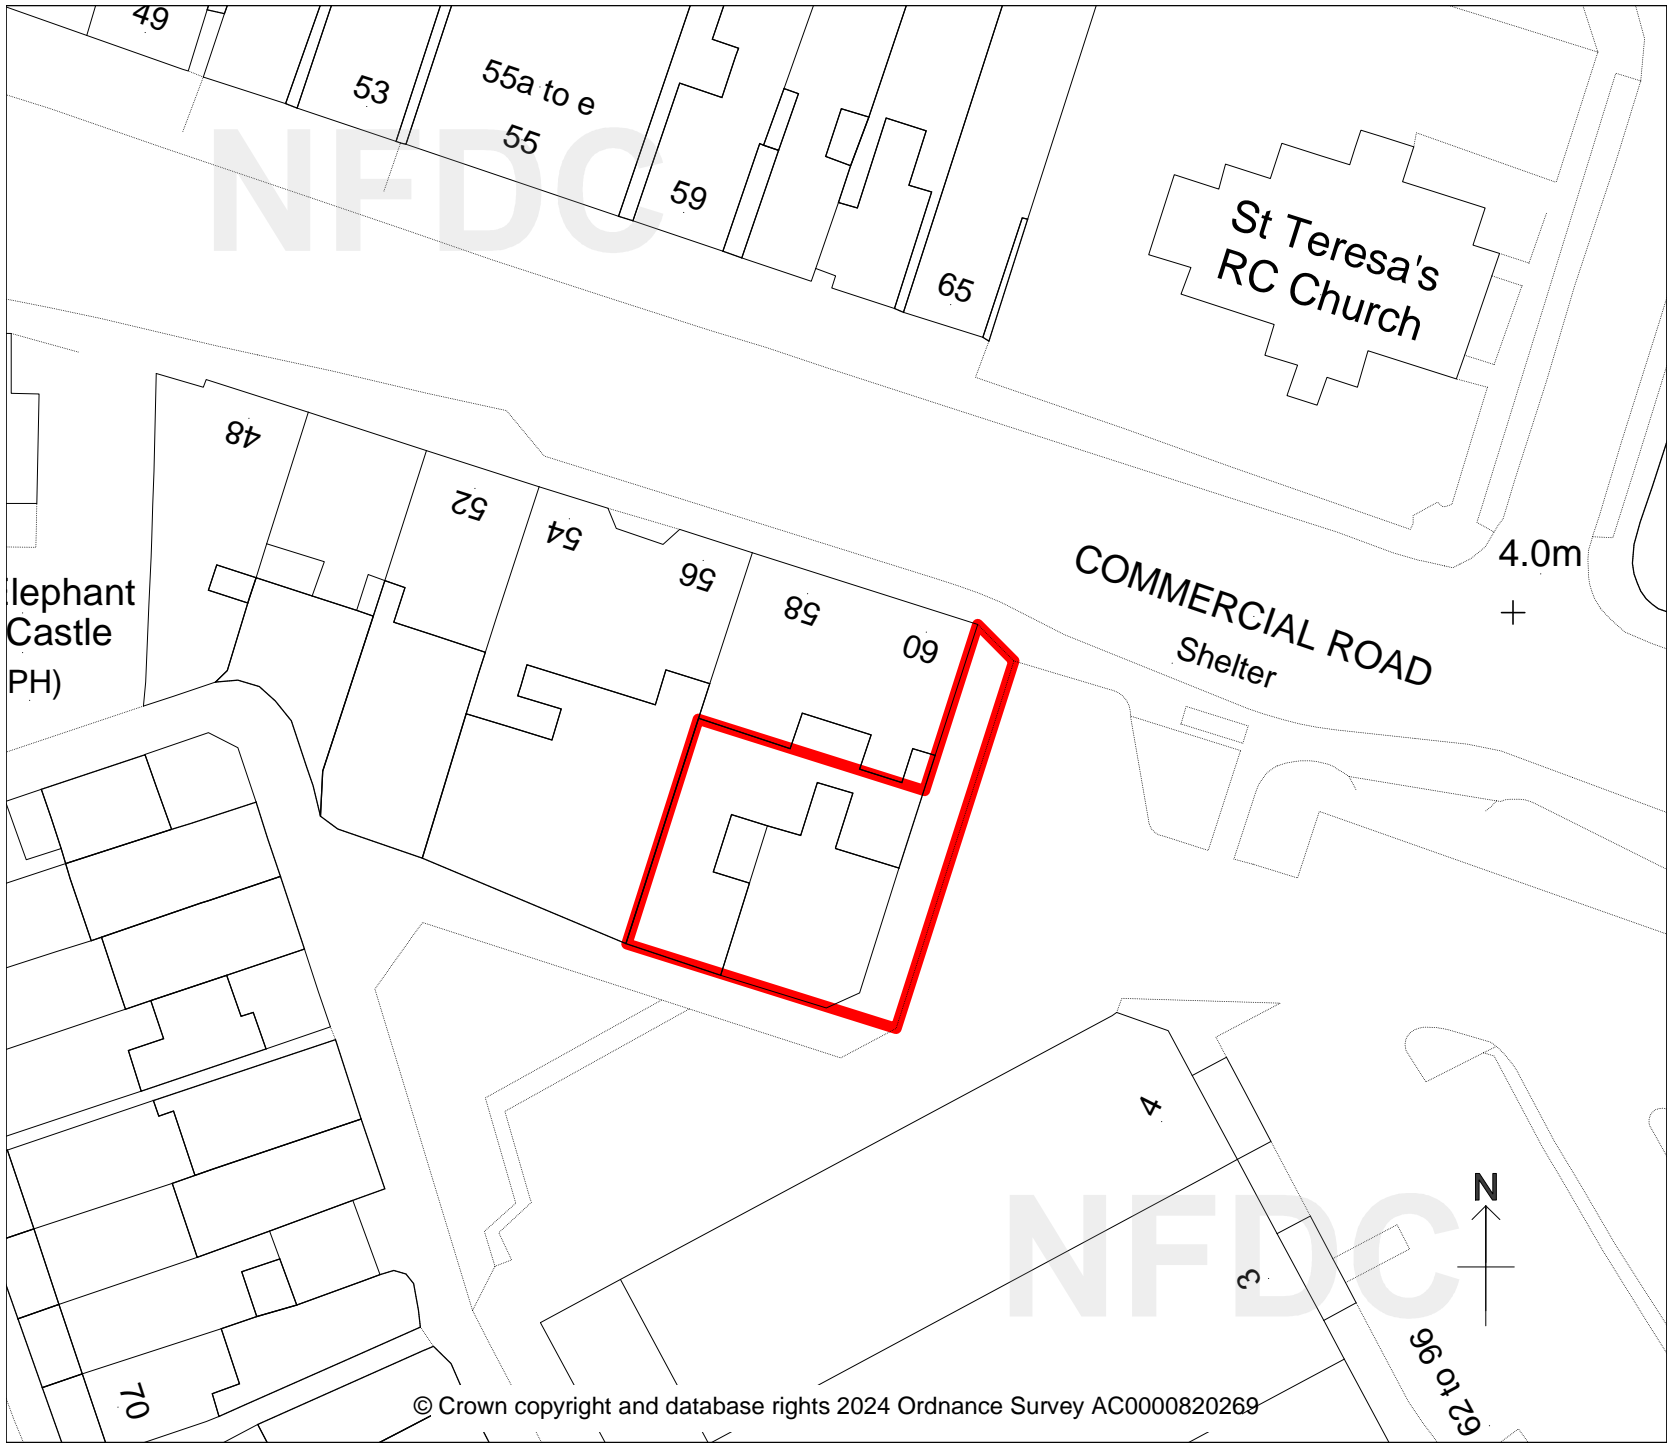 49
53
55a to e
55
59
65
St Teresa's
RC Church
NFDC
48
52
54
56
58
60
COMMERCIAL ROAD
Shelter
4.0m
lephant
Castle
PH)
4
3
N
NFDC
62 to 96
70
© Crown copyright and database rights 2024 Ordnance Survey AC0000820269